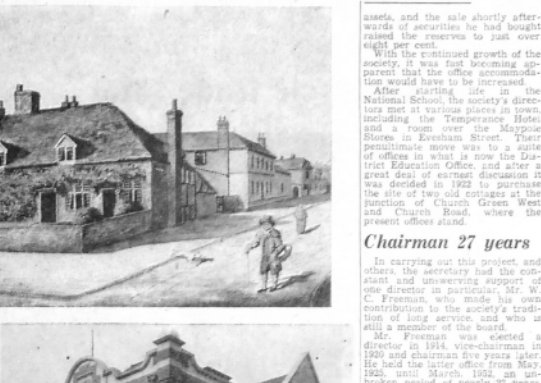 assets, and the sale shortly after-
wards of securities he had bought
raised the reserves to just over
eight per cent.
With the continued growth of the
society, it was fast becoming ap-
parent that the office accommoda-
tion would have to be increased.
After starting life in the
National School, the society's direc-
tors met at various places in town,
including the Temperance Hotel
and a room over the Maypole
Stores in Evesham Street. Their
penultimate move was to a suite
of offices in what is now the Dis-
trict Education Office, and after a
great deal of earnest discussion it
was decided in 1922 to purchase
the site of two old cottages at the
junction of Church Green West
and Church Road, where the
present offices stand.
Chairman 27 years
In carrying out this project, and
others, the secretary had the con-
stant and unswerving support of
one director in particular, Mr. W.
C. Freeman, who made his own
contribution to the society's tradi-
tion of long service, and who is
still a member of the board.
Mr. Freeman was elected a
director in 1914, vice-chairman in
1920 and chairman five years later.
He held the latter office from May,
1925, until March, 1952, an un-